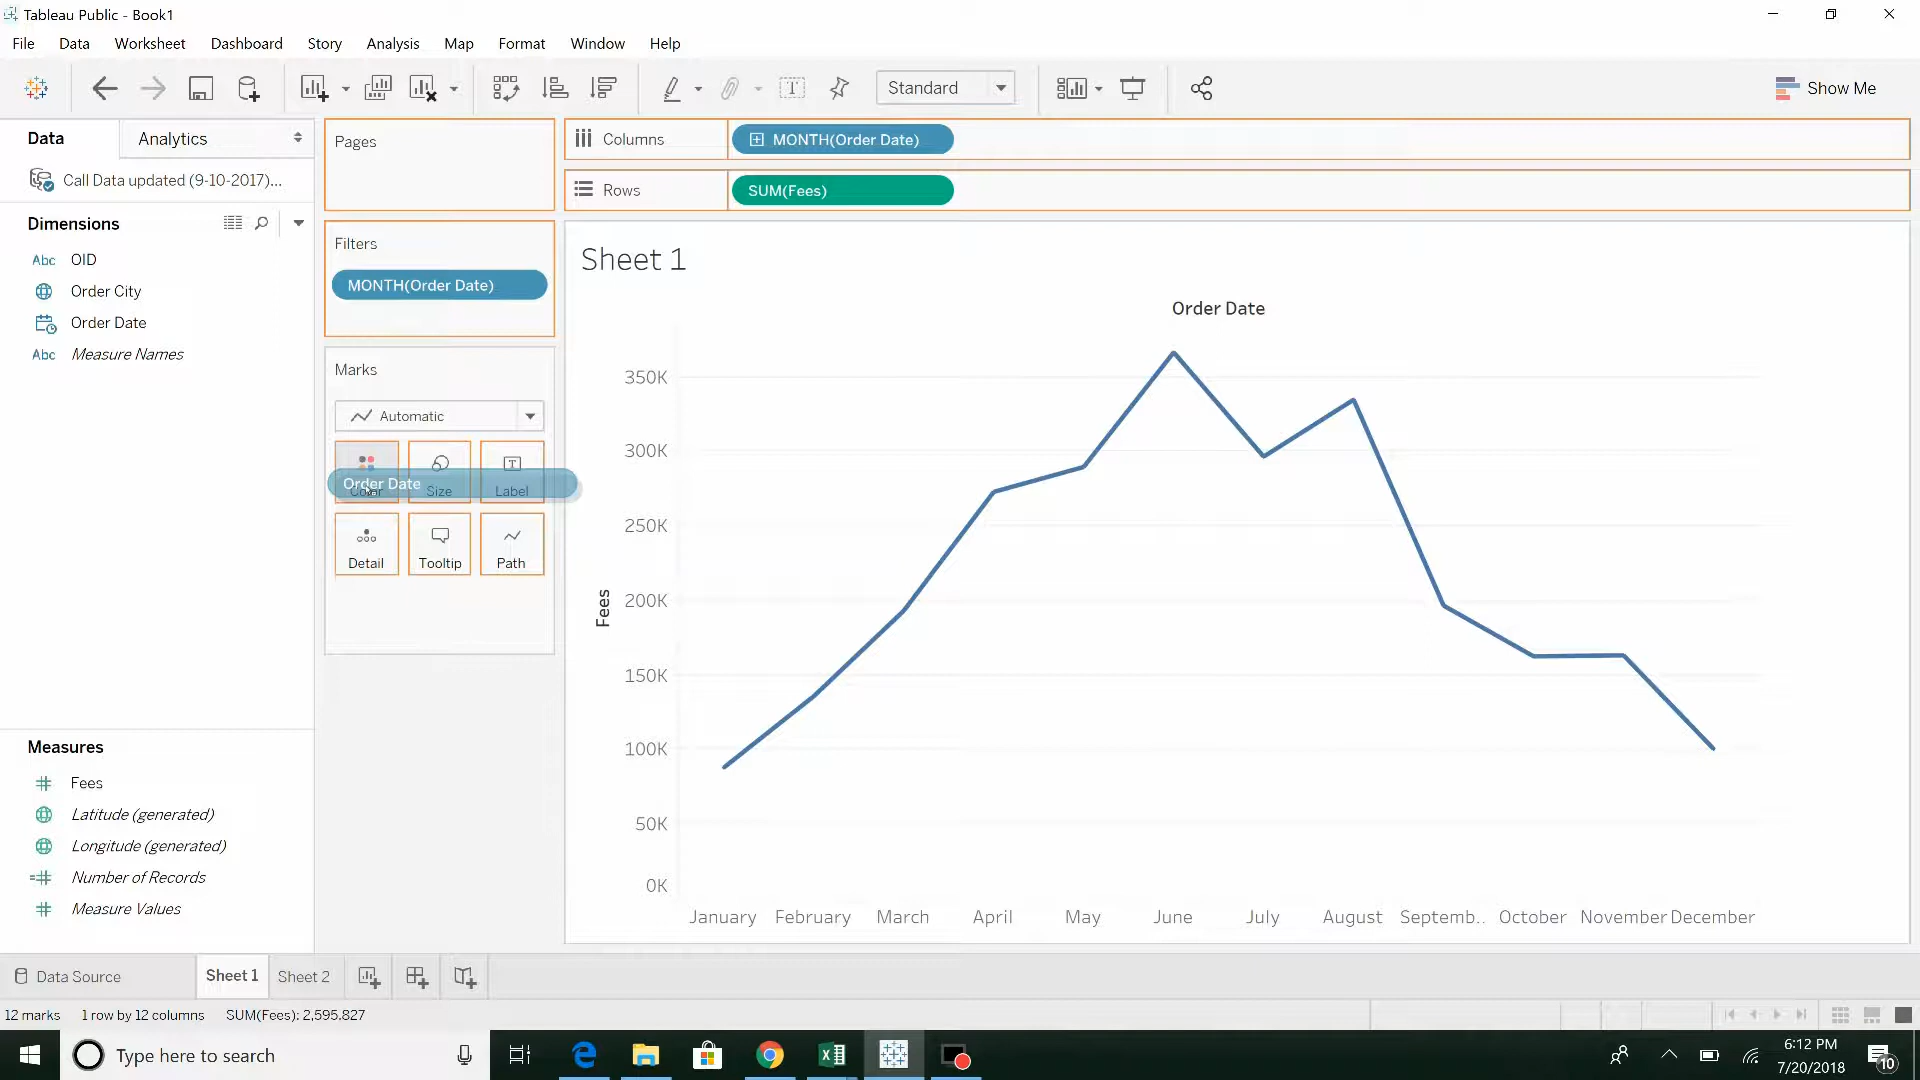 Tableau Public - Book1
File Data Worksheet Dashboard Story Analysis Map Format Window Help
Standard
Show Me
Data
Analytics
Pages
Columns
MONTH(Order Date)
Call Data updated (9-10-2017)...
Rows
SUM(Fees)
Dimensions
Filters
MONTH(Order Date)
Abc OID
Order City
Order Date
Abc Measure Names
Sheet 1
Order Date
Marks
Automatic
Order Date
Color
Size
Label
Detail
Tooltip
Path
Fees
350K
300K
250K
200K
150K
100K
50K
0K
January February March April May June July August Septemb.. October November December
Measures
Fees
Latitude (generated)
Longitude (generated)
Number of Records
Measure Values
Data Source
Sheet 1
Sheet 2
12 marks 1 row by 12 columns SUM(Fees): 2,595.827
Type here to search
6:12 PM
7/20/2018
10